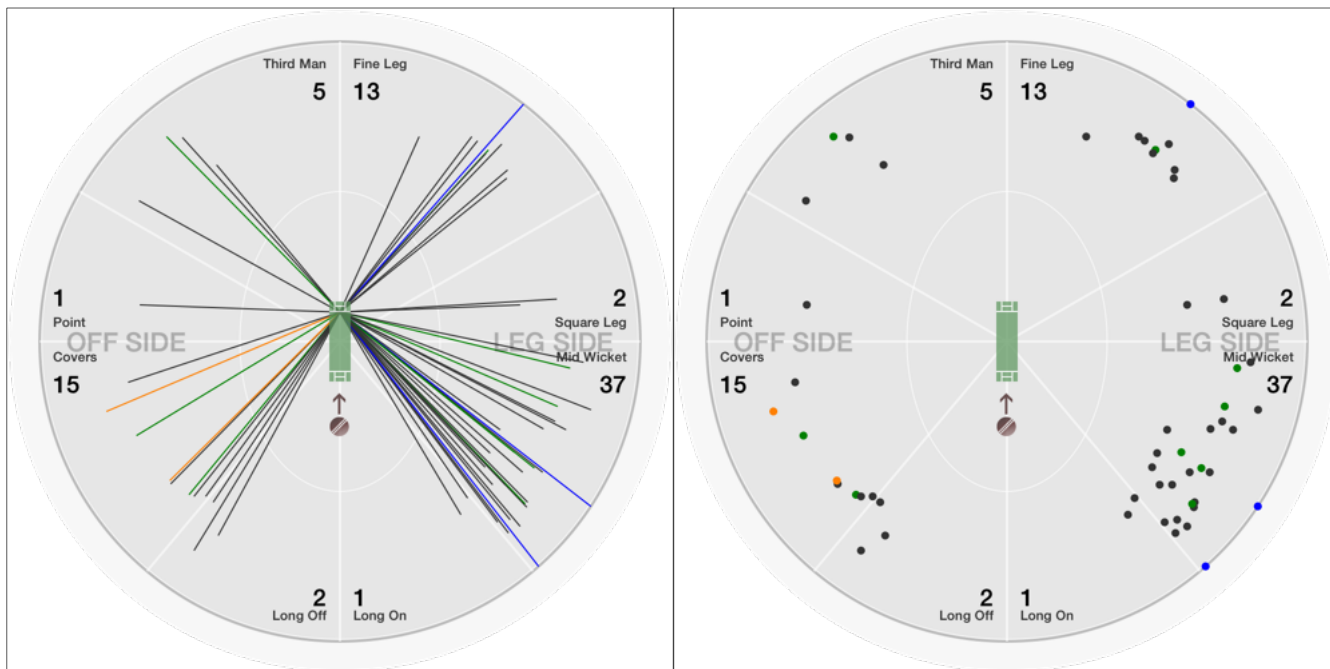 Third Man
Fine Leg
5
13
1
Point
OFF SIDE
Covers
15
2
Square Leg
LEG SIDE
Mid Wicket
37
2
Long Off
1
Long On
Third Man
Fine Leg
5
13
1
Point
OFF SIDE
Covers
15
2
Square Leg
LEG SIDE
Mid Wicket
37
2
Long Off
1
Long On